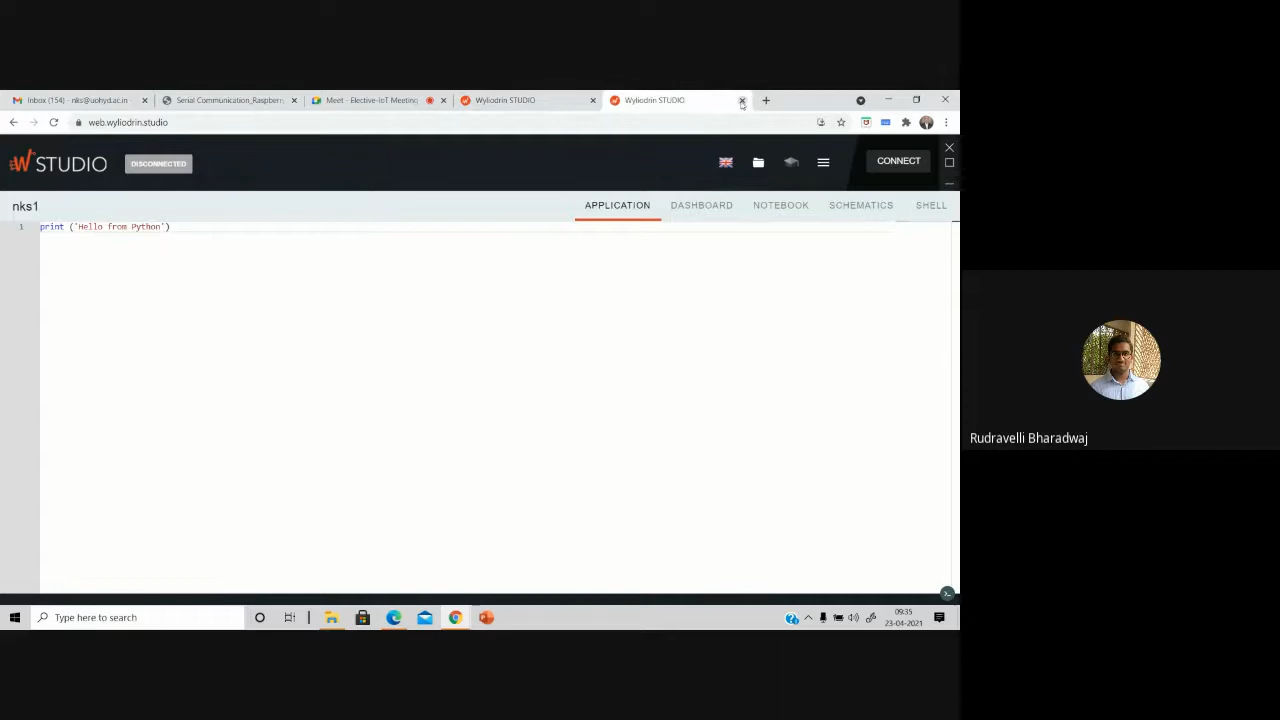 Inbox (154) - nks@uohyd.ac.in
Serial Communication_Raspberr
Meet - Elective-IoT Meeting
Wyliodrin STUDIO
Wyliodrin STUDIO
web.wyliodrin.studio
W STUDIO
DISCONNECTED
CONNECT
nks1
APPLICATION
DASHBOARD
NOTEBOOK
SCHEMATICS
SHELL
1 print ('Hello from Python')
Rudravelli Bharadwaj
Type here to search
09:35
23-04-2021